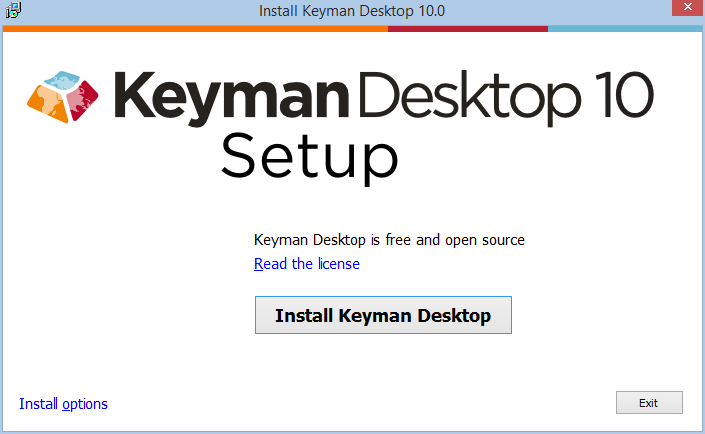 Install Keyman Desktop 10.0
Keyman Desktop 10
Setup
Keyman Desktop is free and open source
Read the license
Install Keyman Desktop
Install options
Exit